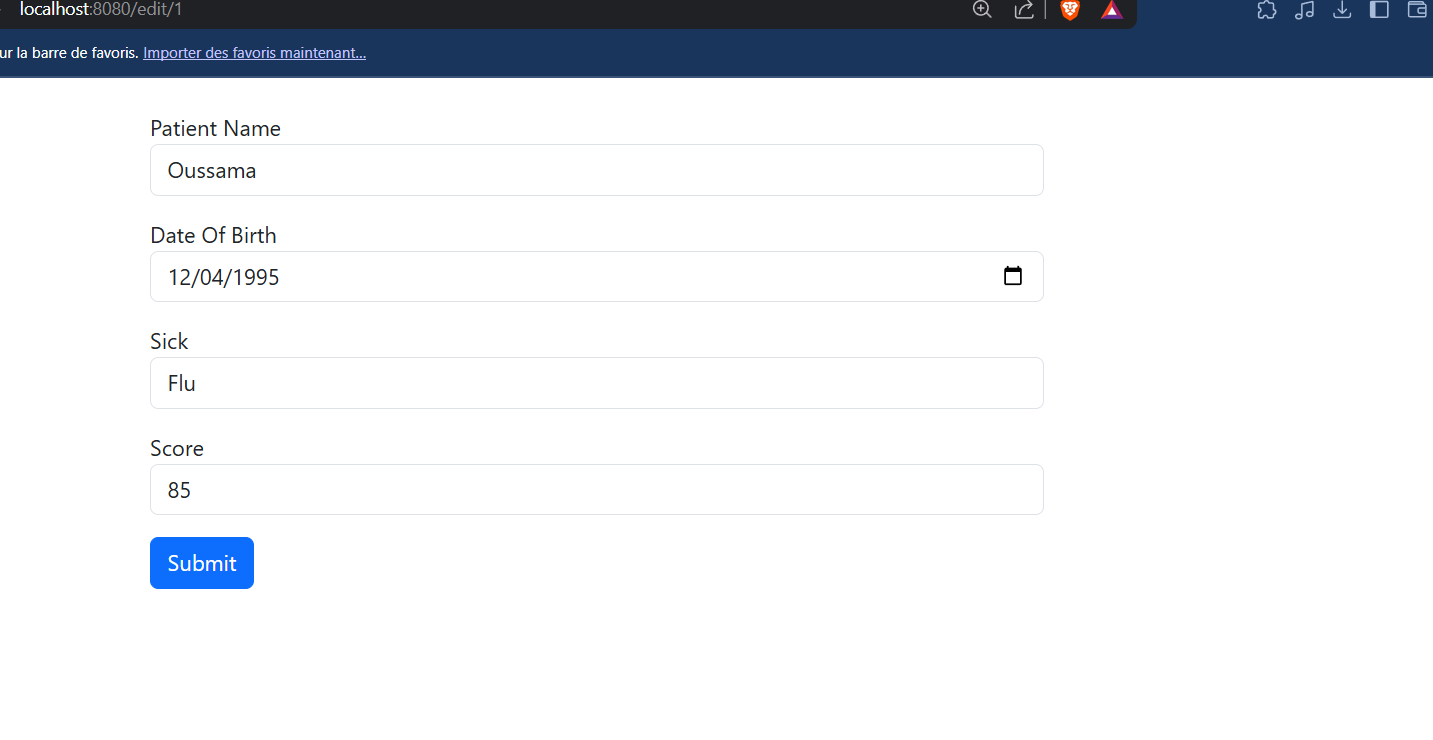 localhost:8080/edit/1
ur la barre de favoris. Importer des favoris maintenant...
Patient Name
Oussama
Date Of Birth
12/04/1995
Sick
Flu
Score
85
Submit